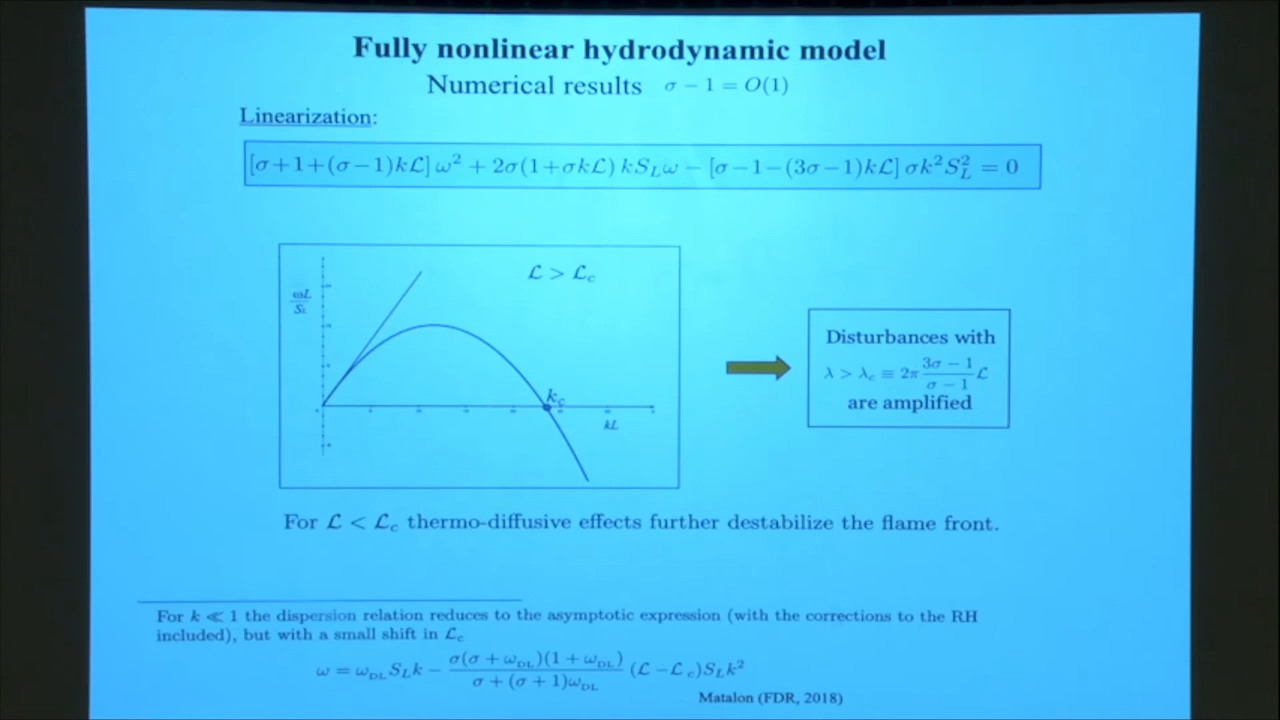 Fully nonlinear hydrodynamic model
Numerical results σ − 1 = O(1)
Linearization:
[σ+1+(σ−1)kℒ] ω² + 2σ(1+σkℒ) kS_Lω − [σ−1−(3σ−1)kℒ] σk²S_L² = 0
ℒ > ℒ_c
ωL
S_L
k_c
kL
Disturbances with
λ > λ_c ≡ 2π (3σ − 1)/(σ − 1) ℒ
are amplified
For ℒ < ℒ_c thermo-diffusive effects further destabilize the flame front.
For k ≪ 1 the dispersion relation reduces to the asymptotic expression (with the corrections to the RH
included), but with a small shift in ℒ_c
ω = ω_DL S_L k − σ(σ + ω_DL)(1 + ω_DL)/(σ + (σ + 1)ω_DL) (ℒ − ℒ_c)S_L k²
Matalon (FDR, 2018)